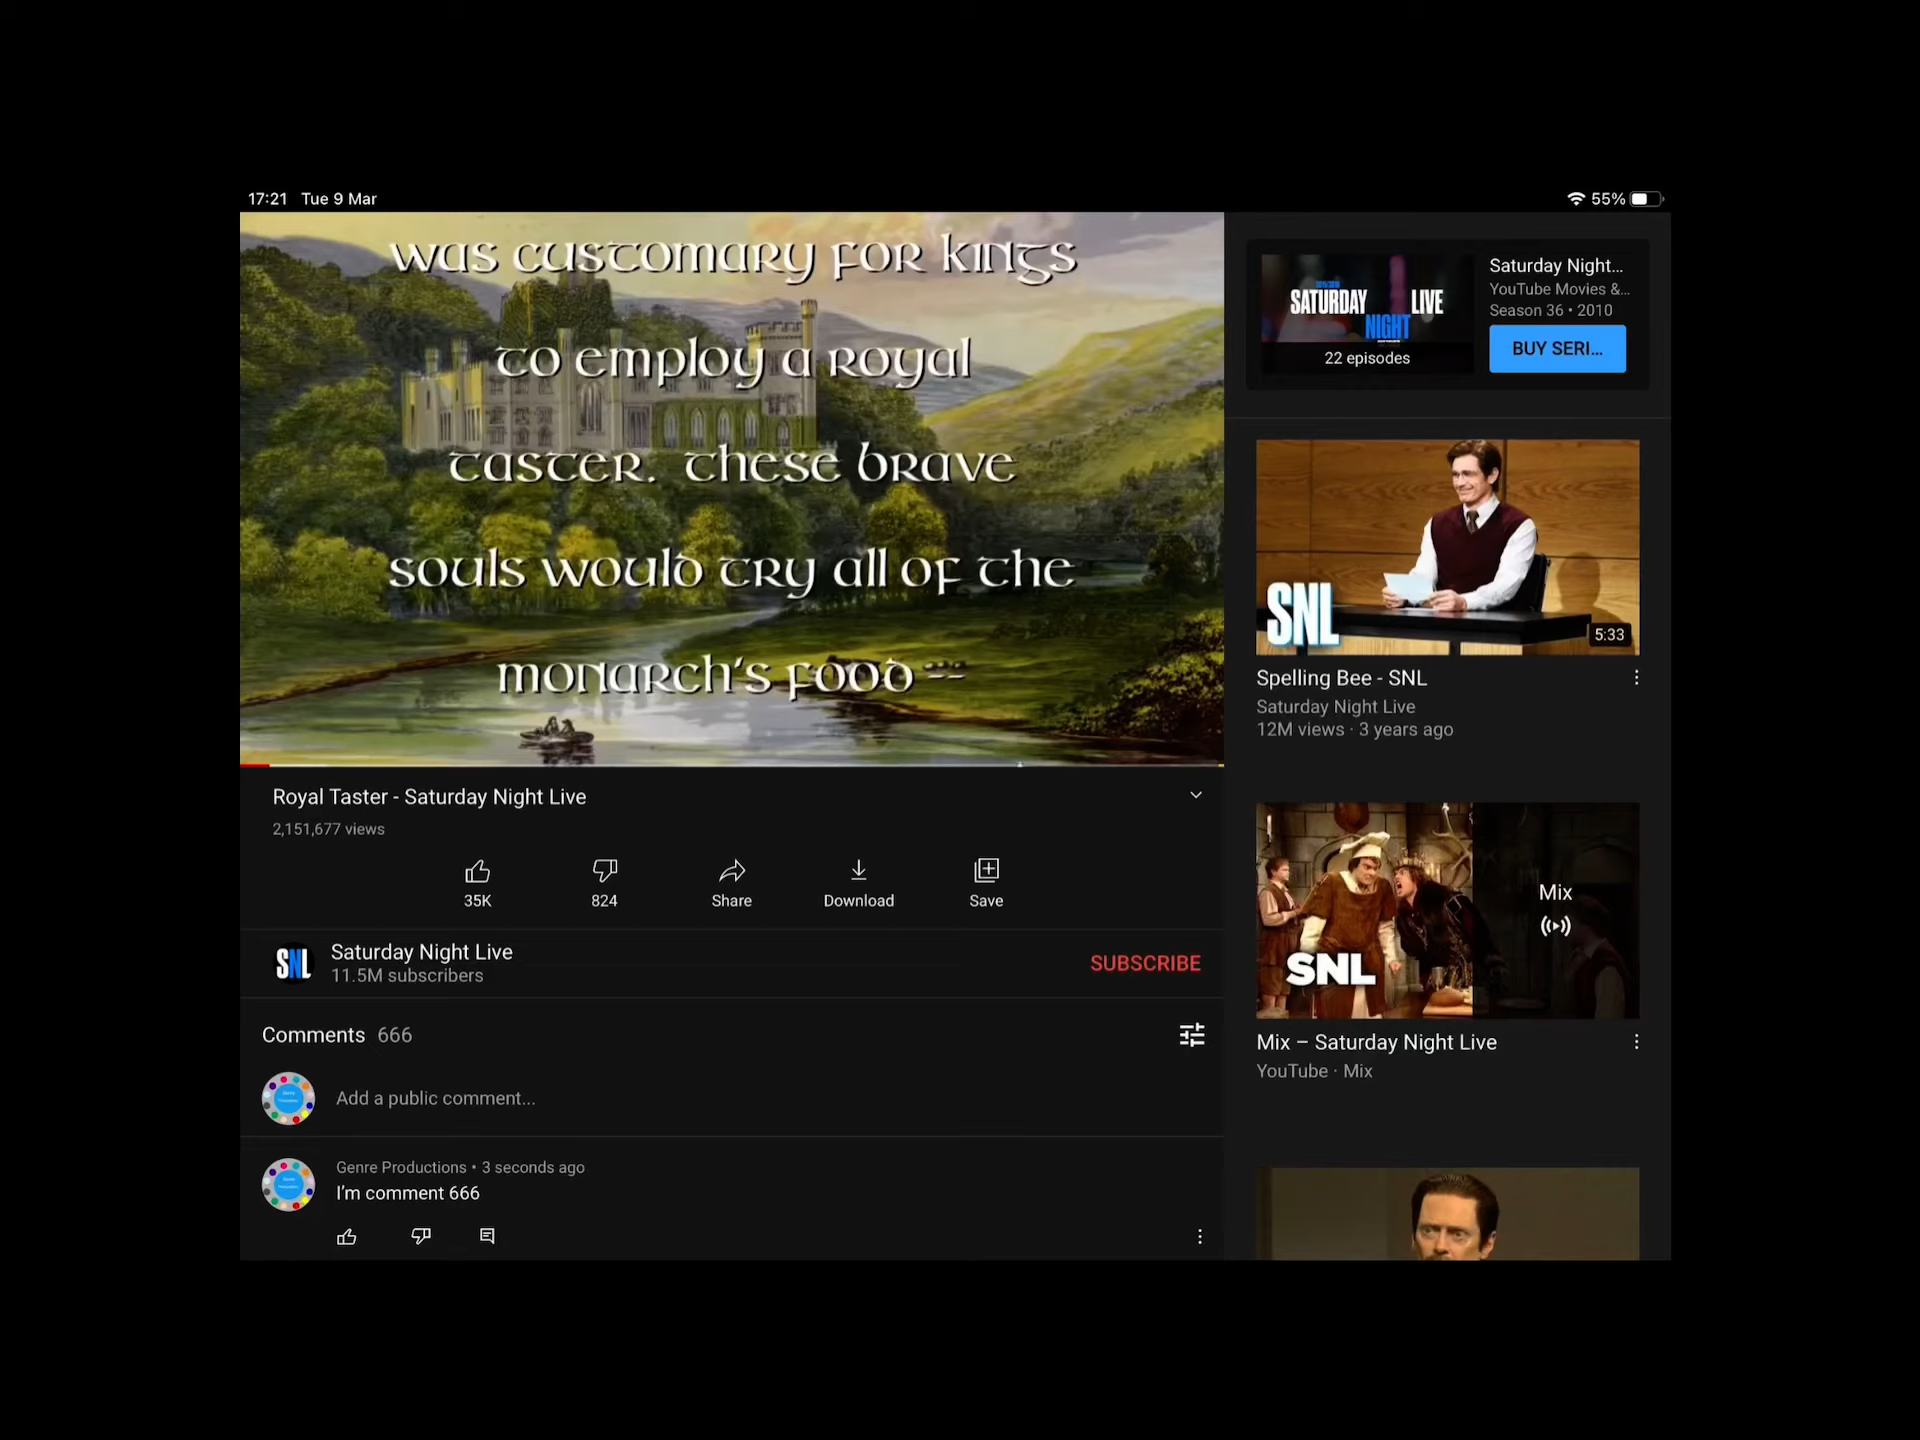 17:21 Tue 9 Mar
55%
was customary for kings
to employ a royal
taster. these brave
souls would try all of the
monarch's food --
Royal Taster - Saturday Night Live
2,151,677 views
35K
824
Share
Download
Save
SNL
Saturday Night Live
11.5M subscribers
SUBSCRIBE
Comments 666
Add a public comment...
Genre Productions • 3 seconds ago
I'm comment 666
SATURDAY NIGHT LIVE
22 episodes
Saturday Night...
YouTube Movies &...
Season 36 • 2010
BUY SERI...
SNL
5:33
Spelling Bee - SNL
Saturday Night Live
12M views · 3 years ago
SNL
Mix
Mix – Saturday Night Live
YouTube · Mix